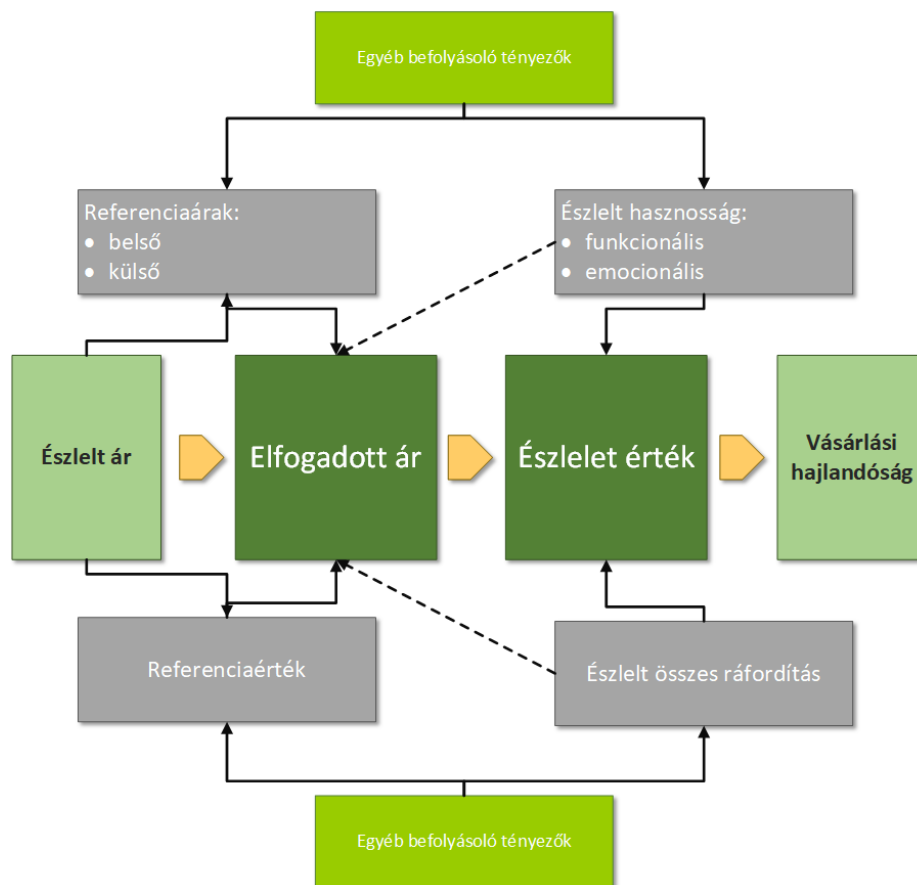 Egyéb befolyásoló tényezők
Referenciaárak:
• belső
• külső
Észlelt hasznosság:
• funkcionális
• emocionális
Észlelt ár
Elfogadott ár
Észlelet érték
Vásárlási
hajlandóság
Referenciaérték
Észlelt összes ráfordítás
Egyéb befolyásoló tényezők